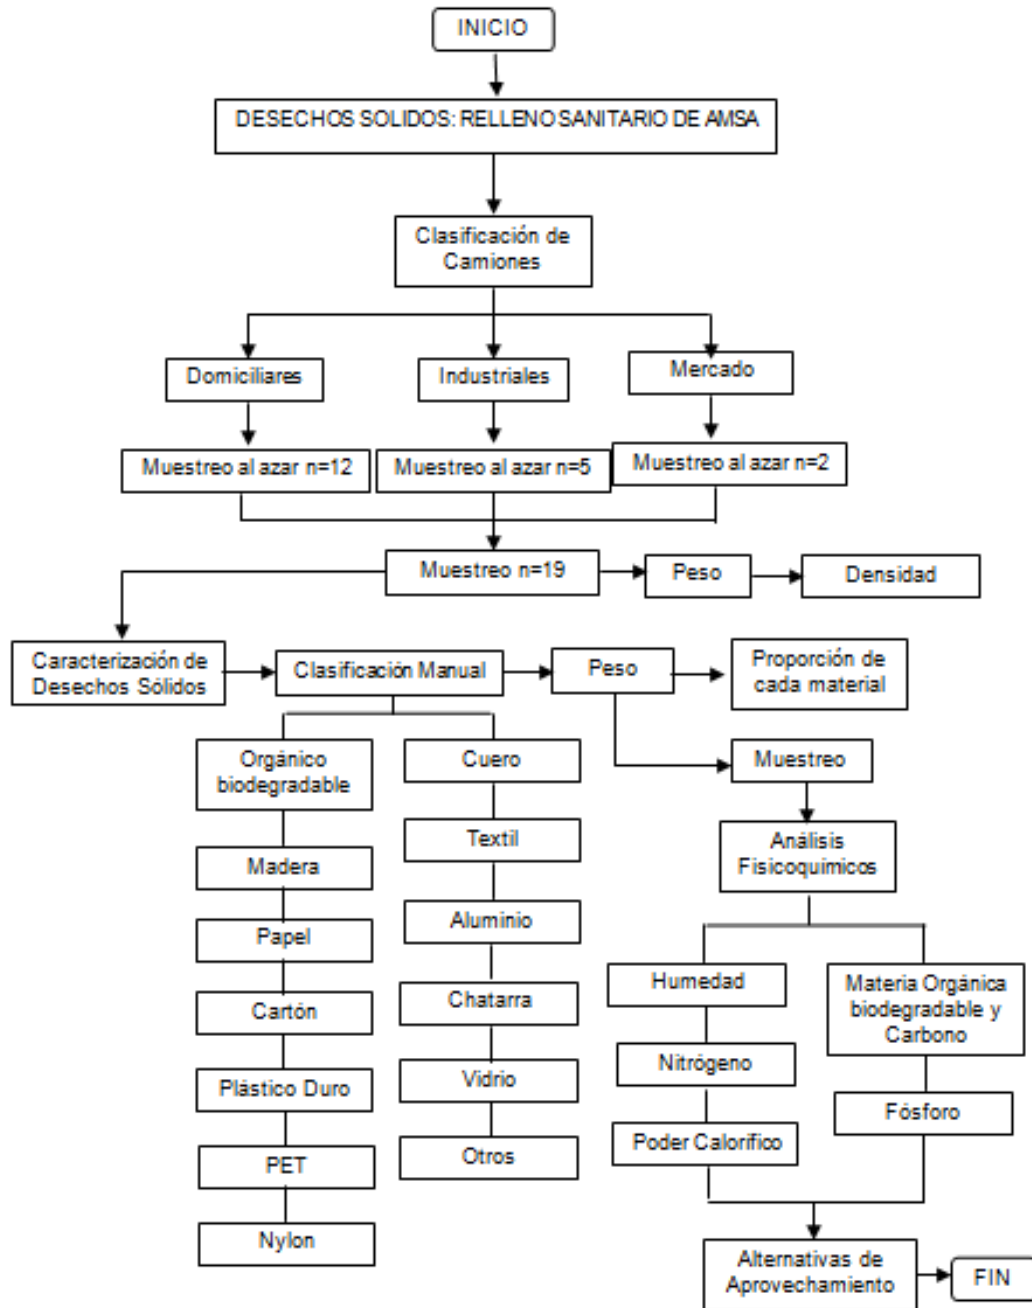 INICIO
DESECHOS SOLIDOS: RELLENO SANITARIO DE AMSA
Clasificación de
Camiones
Domiciliares
Industriales
Mercado
Muestreo al azar n=12
Muestreo al azar n=5
Muestreo al azar n=2
Muestreo n=19
Peso
Densidad
Caracterización de
Desechos Sólidos
Clasificación Manual
Peso
Proporción de
cada material
Orgánico
biodegradable
Madera
Papel
Cartón
Plástico Duro
PET
Nylon
Cuero
Textil
Aluminio
Chatarra
Vidrio
Otros
Muestreo
Análisis
Fisicoquímicos
Humedad
Nitrógeno
Poder Calorífico
Materia Orgánica
biodegradable y
Carbono
Fósforo
Alternativas de
Aprovechamiento
FIN